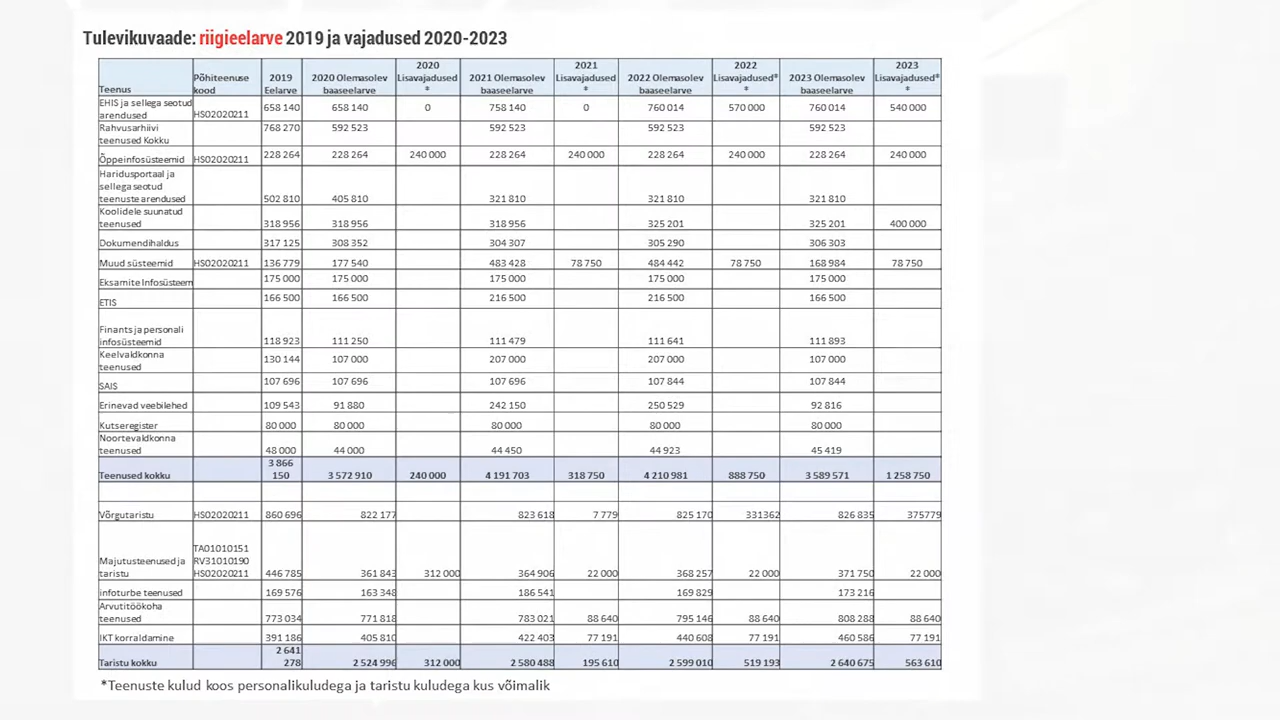 Tulevikuvaade: riigieelarve 2019 ja vajadused 2020-2023
Teenus Põhiteenuse kood 2019 Eelarve 2020 Olemasolev baaseelarve 2020 Lisavajadused * 2021 Olemasolev baaseelarve 2021 Lisavajadused * 2022 Olemasolev baaseelarve 2022 Lisavajadused* * 2023 Olemasolev baaseelarve 2023 Lisavajadused* *
EHIS ja sellega seotud arendused HS02020211 658 140 658 140 0 758 140 0 760 014 570 000 760 014 540 000
Rahvusarhiivi teenused Kokku 768 270 592 523 592 523 592 523 592 523
Õppeinfosüsteemid HS02020211 228 264 228 264 240 000 228 264 240 000 228 264 240 000 228 264 240 000
Haridusportaal ja sellega seotud teenuste arendused 502 810 405 810 321 810 321 810 321 810
Koolidele suunatud teenused 318 956 318 956 318 956 325 201 325 201 400 000
Dokumendihaldus 317 125 308 352 304 307 305 290 306 303
Muud süsteemid HS02020211 136 779 177 540 483 428 78 750 484 442 78 750 168 984 78 750
Eksamite Infosüsteem 175 000 175 000 175 000 175 000 175 000
ETIS 166 500 166 500 216 500 216 500 166 500
Finants ja personali infosüsteemid 118 923 111 250 111 479 111 641 111 893
Keelvaldkonna teenused 130 144 107 000 207 000 207 000 107 000
SAIS 107 696 107 696 107 696 107 844 107 844
Erinevad veebilehed 109 543 91 880 242 150 250 529 92 816
Kutseregister 80 000 80 000 80 000 80 000 80 000
Noortevaldkonna teenused 48 000 44 000 44 450 44 923 45 419
Teenused kokku 3 866 150 3 572 910 240 000 4 191 703 318 750 4 210 981 888 750 3 589 571 1 258 750
Võrgutaristu HS02020211 860 696 822 177 823 618 7 779 825 170 331362 826 835 375779
Majutusteenused ja taristu TA01010151 RV31010190 HS02020211 446 785 361 843 312 000 364 906 22 000 368 257 22 000 371 750 22 000
infoturbe teenused 169 576 163 348 186 541 169 829 173 216
Arvutitöökoha teenused 773 034 771 818 783 021 88 640 795 146 88 640 808 288 88 640
IKT korraldamine 391 186 405 810 422 403 77 191 440 608 77 191 460 586 77 191
Taristu kokku 2 641 278 2 524 996 312 000 2 580 488 195 610 2 599 010 519 193 2 640 675 563 610
*Teenuste kulud koos personalikuludega ja taristu kuludega kus võimalik